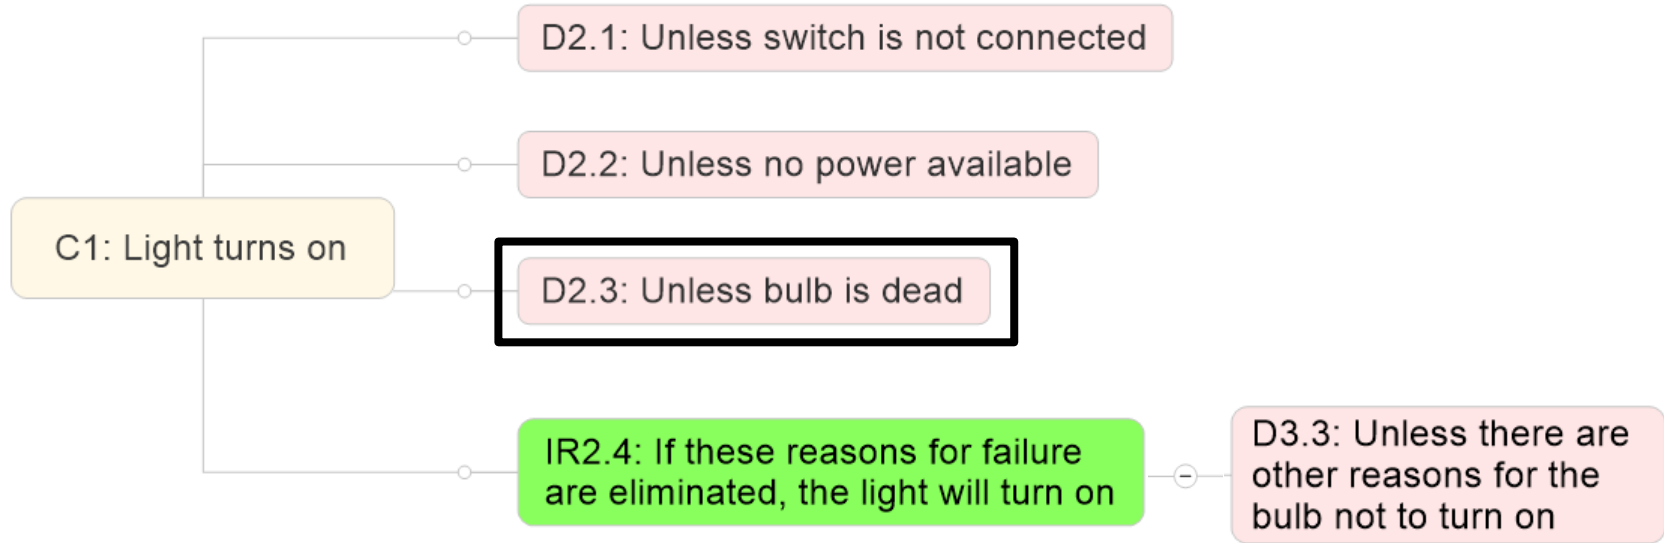 D2.1: Unless switch is not connected
D2.2: Unless no power available
C1: Light turns on
D2.3: Unless bulb is dead
IR2.4: If these reasons for failure
are eliminated, the light will turn on
D3.3: Unless there are
other reasons for the
bulb not to turn on